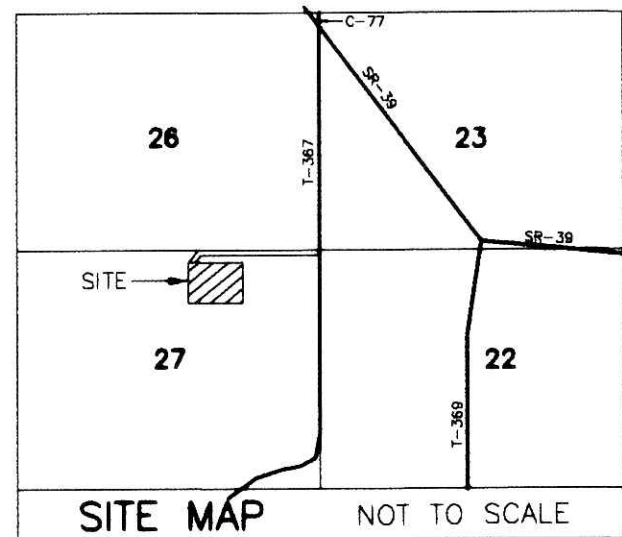 C-77
SR-39
26
23
T-367
SR-39
SITE
27
22
T-369
SITE MAP
NOT TO SCALE